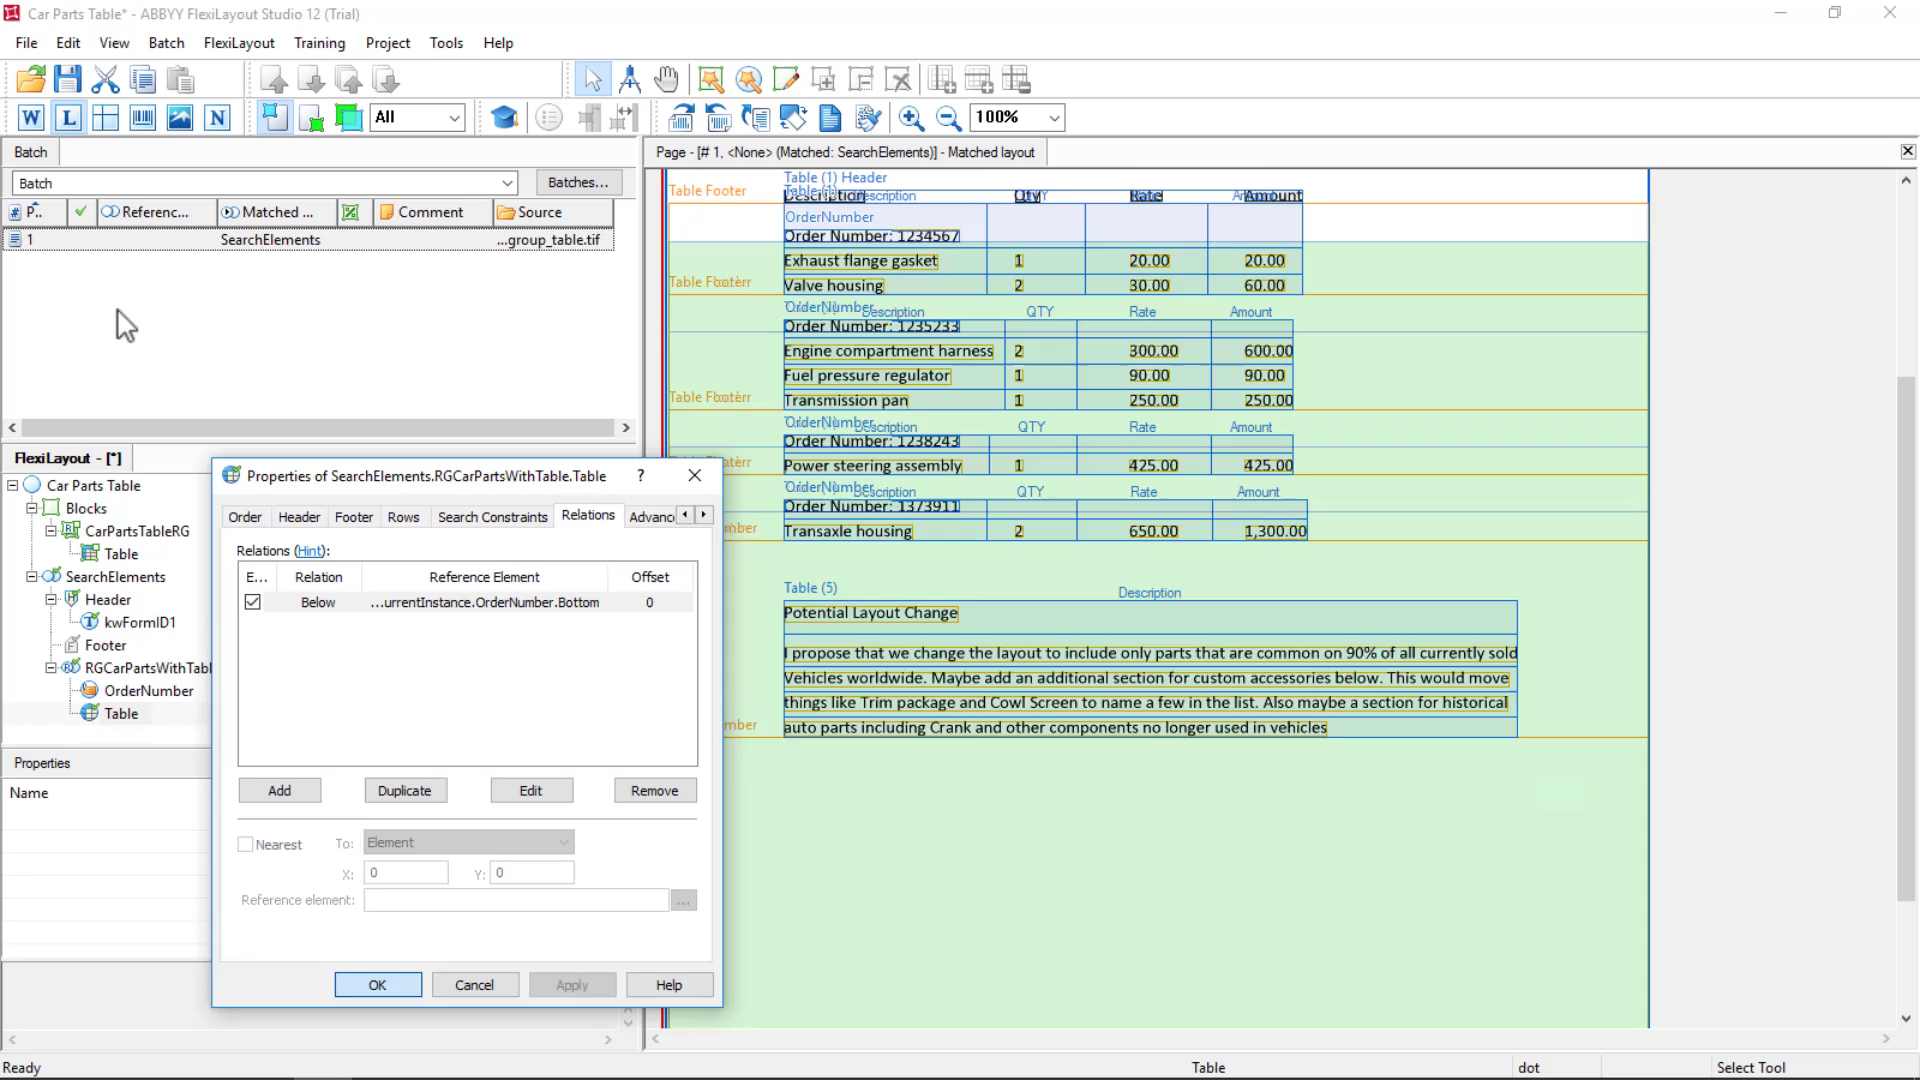 Car Parts Table* - ABBYY FlexiLayout Studio 12 (Trial)
File Edit View Batch FlexiLayout Training Project Tools Help
All
100%
W L N
Batch
Batch Batches...
# P.. Referenc... Matched ... Comment Source
1 SearchElements ...group_table.tif
FlexiLayout - [*]
Car Parts Table
Blocks
CarPartsTableRG
Table
SearchElements
Header
kwFormID1
Footer
RGCarPartsWithTabl
OrderNumber
Table
Properties
Name
Properties of SearchElements.RGCarPartsWithTable.Table ?
Order Header Footer Rows Search Constraints Relations Advanc
Relations (Hint):
E... Relation Reference Element Offset
Below ...urrentInstance.OrderNumber.Bottom 0
Add Duplicate Edit Remove
Nearest To: Element
X: 0 Y: 0
Reference element: ...
OK Cancel Apply Help
Page - [# 1, <None> (Matched: SearchElements)] - Matched layout
Table (1) Header
Table Footer
Description Qty Rate Amount
OrderNumber
Order Number: 1234567
Exhaust flange gasket 1 20.00 20.00
Valve housing 2 30.00 60.00
OrderNumber Description QTY Rate Amount
Order Number: 1235233
Engine compartment harness 2 300.00 600.00
Fuel pressure regulator 1 90.00 90.00
Transmission pan 1 250.00 250.00
OrderNumber Description QTY Rate Amount
Order Number: 1238243
Power steering assembly 1 425.00 425.00
OrderNumber Description QTY Rate Amount
Order Number: 1373911
mber Transaxle housing 2 650.00 1,300.00
Table (5) Description
Potential Layout Change
I propose that we change the layout to include only parts that are common on 90% of all currently sold
Vehicles worldwide. Maybe add an additional section for custom accessories below. This would move
things like Trim package and Cowl Screen to name a few in the list. Also maybe a section for historical
mber auto parts including Crank and other components no longer used in vehicles
Ready Table dot Select Tool